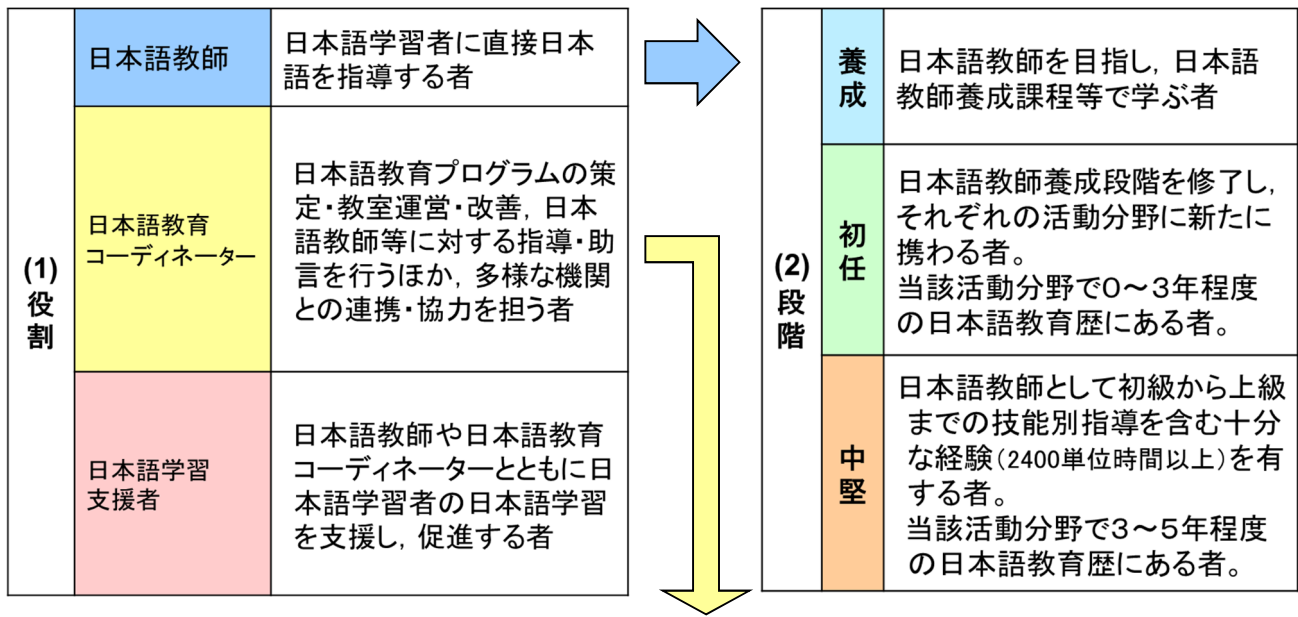 (1)
役
割
日本語教師
日本語学習者に直接日本
語を指導する者
日本語教育
コーディネーター
日本語教育プログラムの策
定・教室運営・改善，日本
語教師等に対する指導・助
言を行うほか，多様な機関
との連携・協力を担う者
日本語学習
支援者
日本語教師や日本語教育
コーディネーターとともに日
本語学習者の日本語学習
を支援し，促進する者
(2)
段
階
養
成
日本語教師を目指し，日本語
教師養成課程等で学ぶ者
初
任
日本語教師養成段階を修了し，
それぞれの活動分野に新たに
携わる者。
当該活動分野で０～３年程度
の日本語教育歴にある者。
中
堅
日本語教師として初級から上級
までの技能別指導を含む十分
な経験（2400単位時間以上）を有
する者。
当該活動分野で３～５年程度
の日本語教育歴にある者。